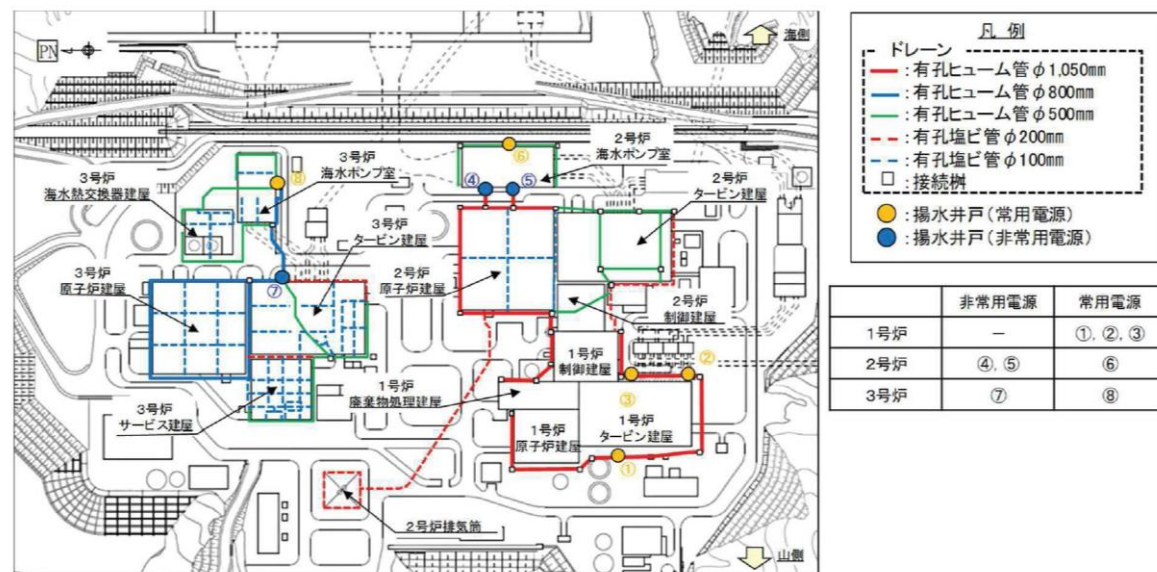 PN
海側
3号炉
海水熱交換器建屋
3号炉
海水ポンプ室
⑧
⑥
2号炉
海水ポンプ室
④
⑤
2号炉
タービン建屋
3号炉
タービン建屋
3号炉
原子炉建屋
⑦
2号炉
原子炉建屋
2号炉
制御建屋
1号炉
制御建屋
②
③
1号炉
廃棄物処理建屋
3号炉
サービス建屋
1号炉
原子炉建屋
1号炉
タービン建屋
①
2号炉排気筒
山側
凡 例
ドレーン
:有孔ヒューム管φ1,050mm
:有孔ヒューム管φ800mm
:有孔ヒューム管φ500mm
:有孔塩ビ管φ200mm
:有孔塩ビ管φ100mm
:接続桝
:揚水井戸(常用電源)
:揚水井戸(非常用電源)
非常用電源 常用電源
1号炉 － ①, ②, ③
2号炉 ④, ⑤ ⑥
3号炉 ⑦ ⑧